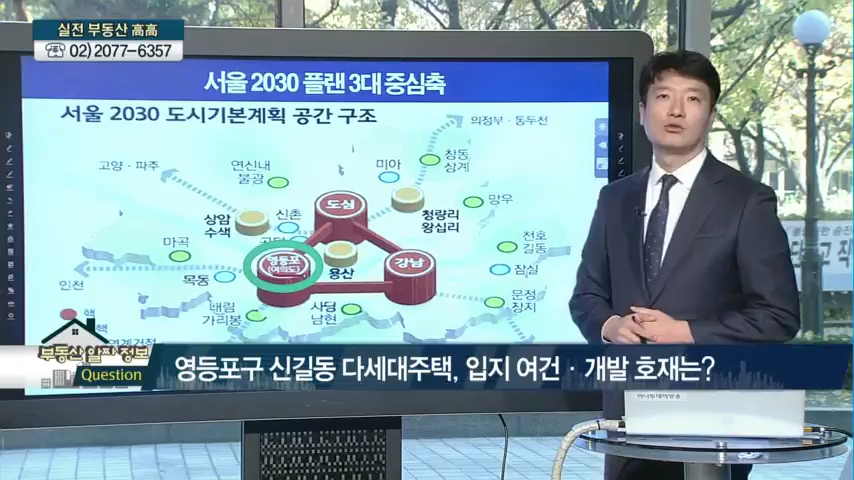 실전 부동산 高高
02) 2077-6357
서울 2030 플랜 3대 중심축
서울 2030 도시기본계획 공간 구조
의정부 · 동두천
고양 · 파주
연신내
불광
미아
창동
상계
도심
망우
상암
수색
신촌
청량리
왕십리
마곡
영등포
(여의도)
용산
강남
천호
길동
잠실
인천
목동
대림
가리봉
사당
남현
문정
장지
부동산 알짜 정보
Question
영등포구 신길동 다세대주택, 입지 여건 · 개발 호재는?